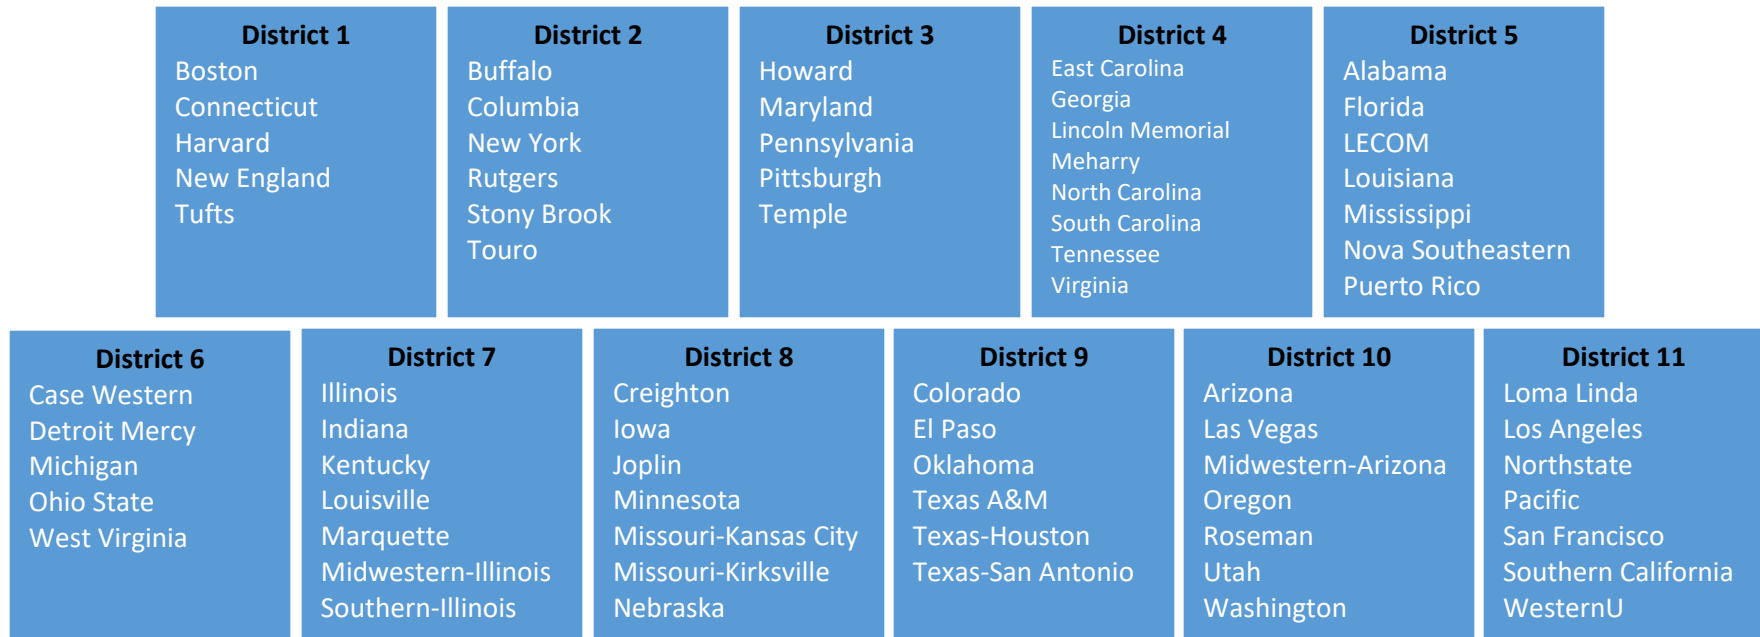 District 1
Boston
Connecticut
Harvard
New England
Tufts
District 2
Buffalo
Columbia
New York
Rutgers
Stony Brook
Touro
District 3
Howard
Maryland
Pennsylvania
Pittsburgh
Temple
District 4
East Carolina
Georgia
Lincoln Memorial
Meharry
North Carolina
South Carolina
Tennessee
Virginia
District 5
Alabama
Florida
LECOM
Louisiana
Mississippi
Nova Southeastern
Puerto Rico
District 6
Case Western
Detroit Mercy
Michigan
Ohio State
West Virginia
District 7
Illinois
Indiana
Kentucky
Louisville
Marquette
Midwestern-Illinois
Southern-Illinois
District 8
Creighton
Iowa
Joplin
Minnesota
Missouri-Kansas City
Missouri-Kirksville
Nebraska
District 9
Colorado
El Paso
Oklahoma
Texas A&M
Texas-Houston
Texas-San Antonio
District 10
Arizona
Las Vegas
Midwestern-Arizona
Oregon
Roseman
Utah
Washington
District 11
Loma Linda
Los Angeles
Northstate
Pacific
San Francisco
Southern California
WesternU